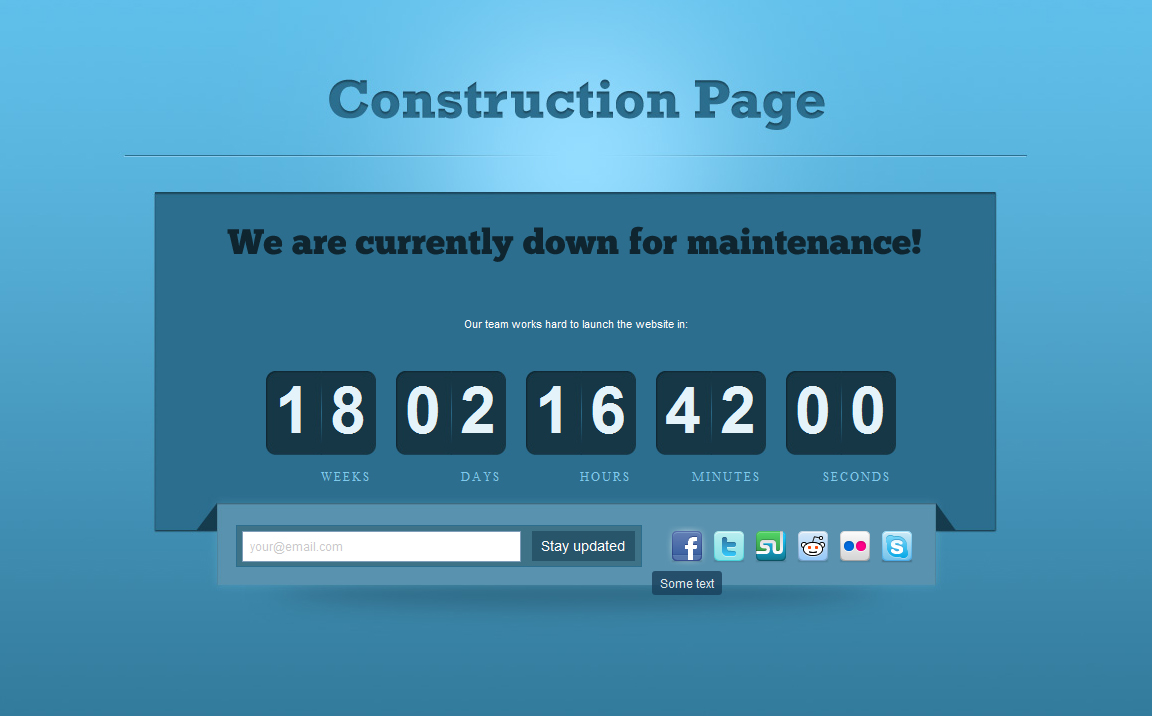 Construction Page
We are currently down for maintenance!
Our team works hard to launch the website in:
18 02 16 42 00
WEEKS DAYS HOURS MINUTES SECONDS
your@email.com Stay updated
Some text